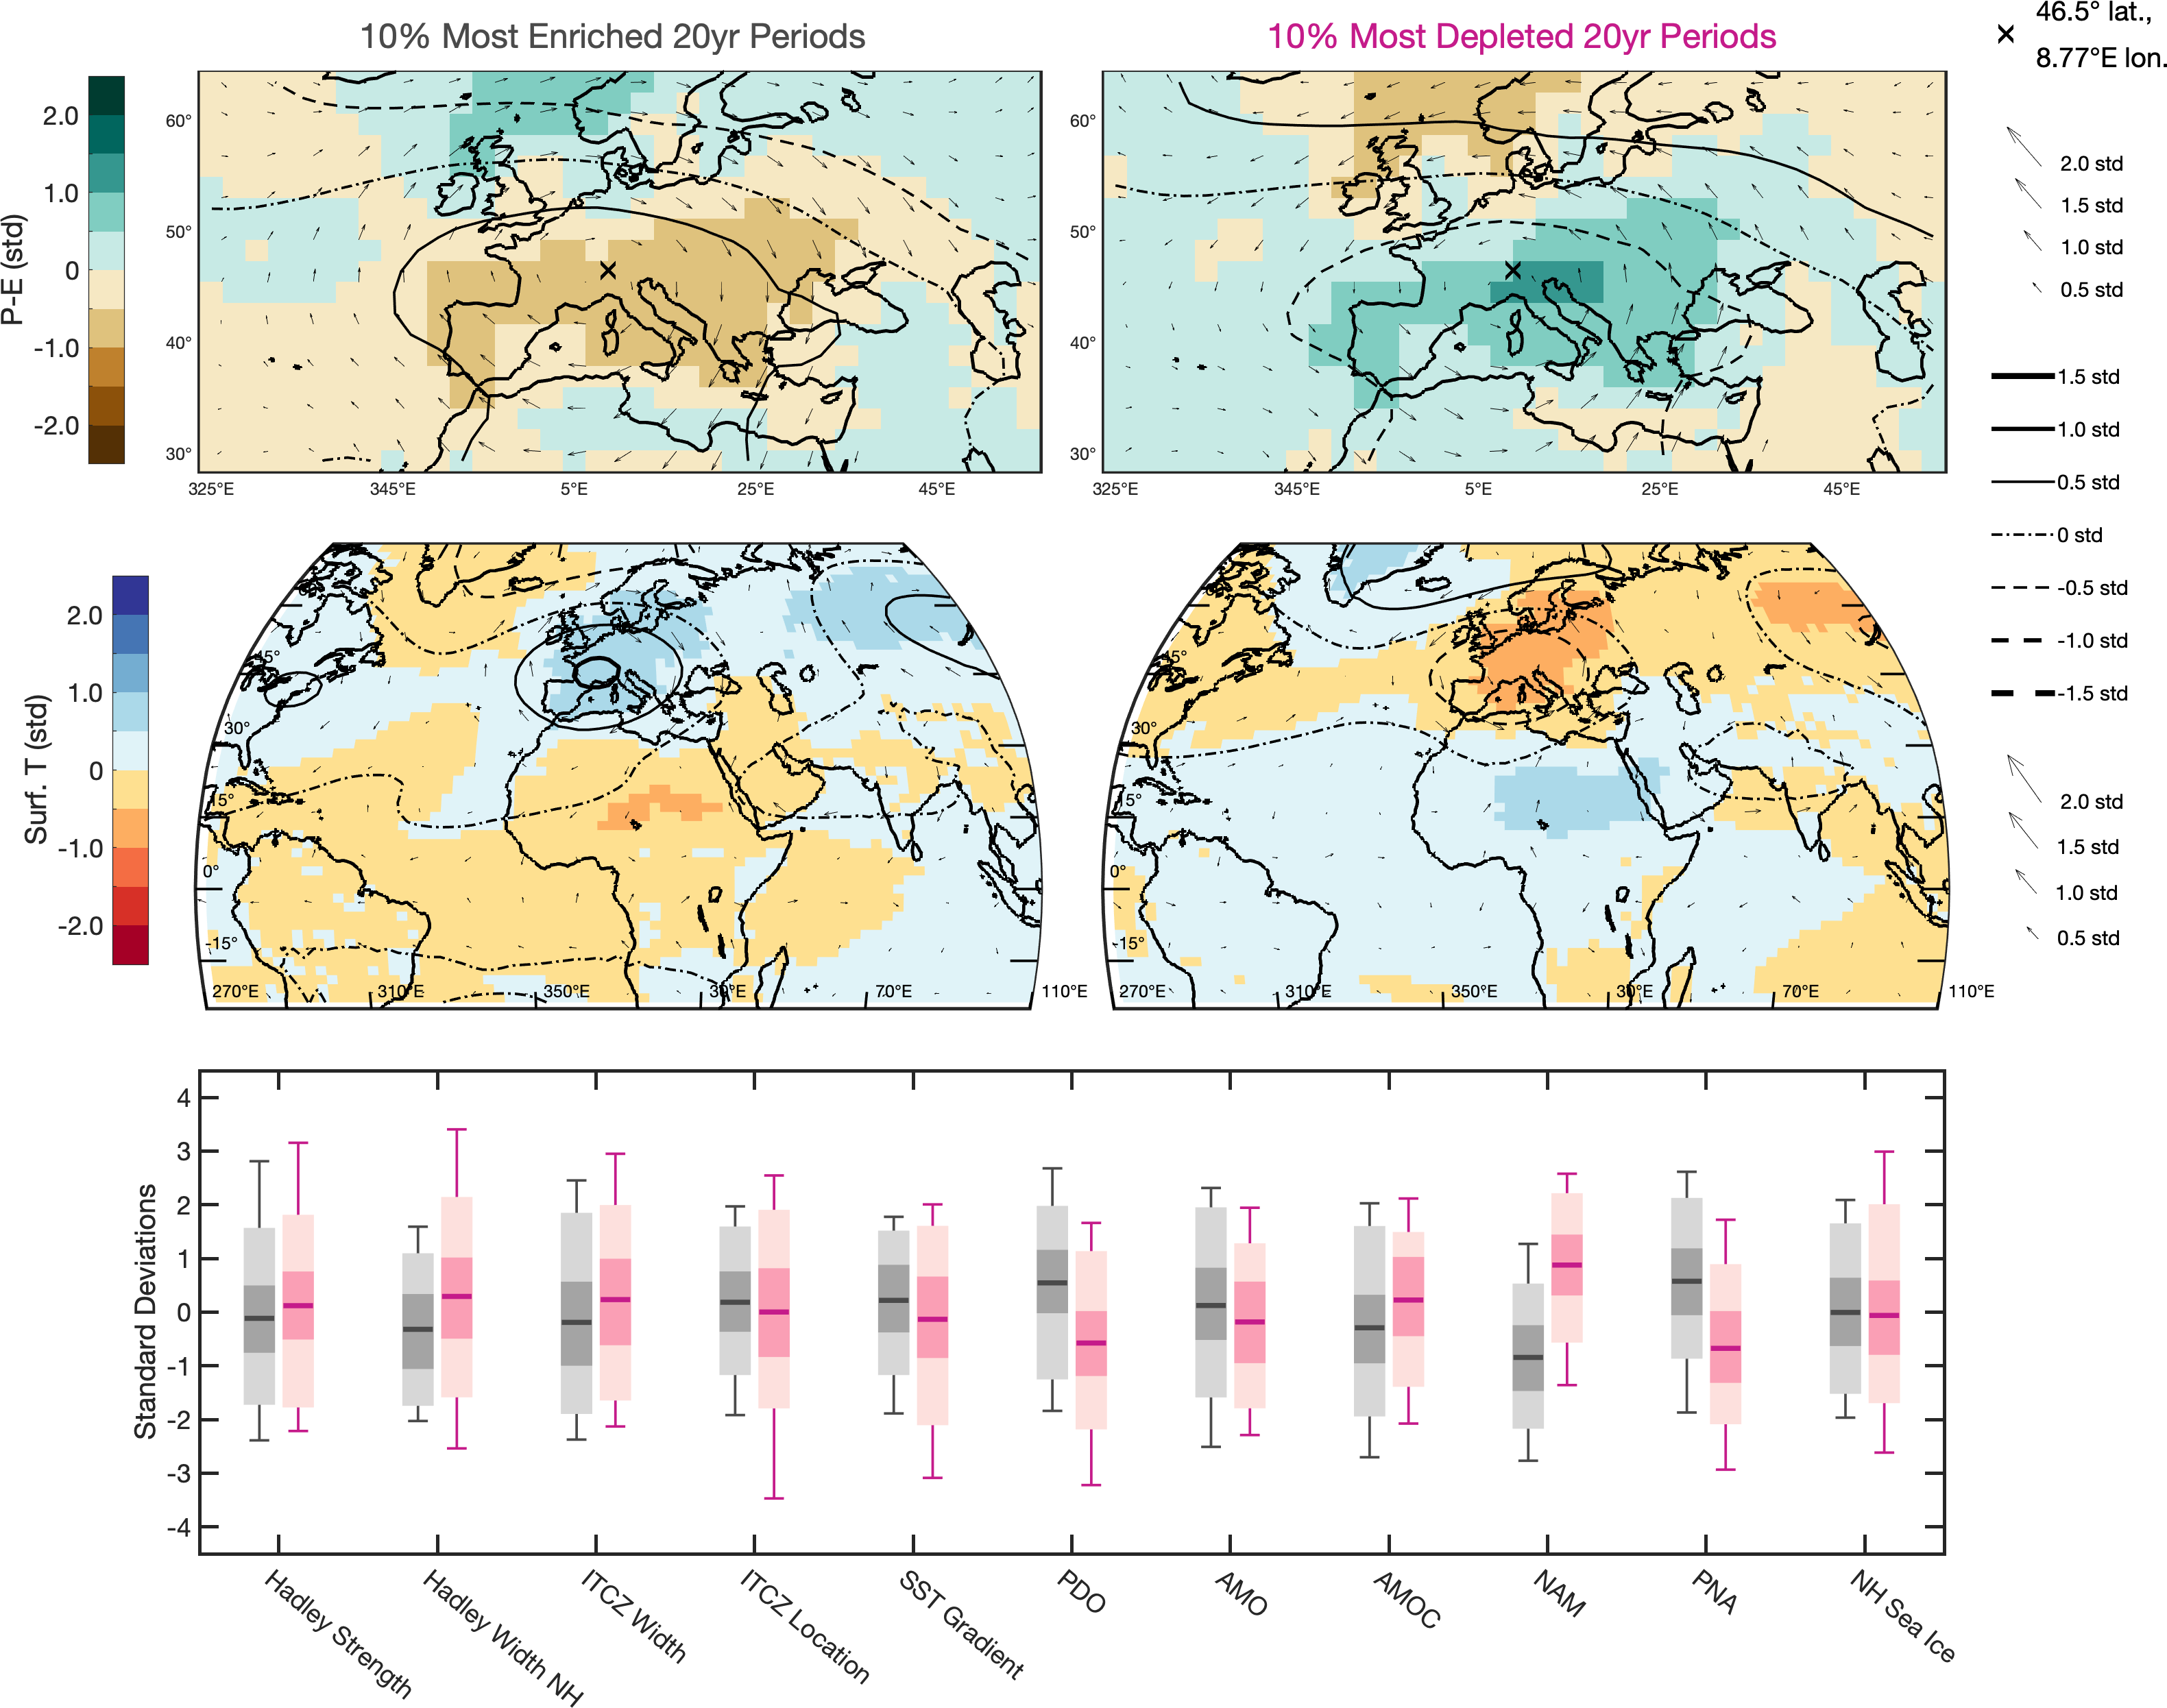 10% Most Enriched 20yr Periods
10% Most Depleted 20yr Periods
46.5° lat.,
8.77°E lon.
P-E (std)
2.0
1.0
0
-1.0
-2.0
60°
50°
40°
30°
325°E 345°E 5°E 25°E 45°E
60°
50°
40°
30°
325°E 345°E 5°E 25°E 45°E
2.0 std
1.5 std
1.0 std
0.5 std
1.5 std
1.0 std
0.5 std
0 std
-0.5 std
-1.0 std
-1.5 std
2.0 std
1.5 std
1.0 std
0.5 std
Surf. T (std)
2.0
1.0
0
-1.0
-2.0
45°
30°
15°
0°
-15°
270°E 310°E 350°E 30°E 70°E 110°E
45°
30°
15°
0°
-15°
270°E 310°E 350°E 30°E 70°E 110°E
Standard Deviations
4
3
2
1
0
-1
-2
-3
-4
Hadley Strength
Hadley Width NH
ITCZ Width
ITCZ Location
SST Gradient
PDO
AMO
AMOC
NAM
PNA
NH Sea Ice